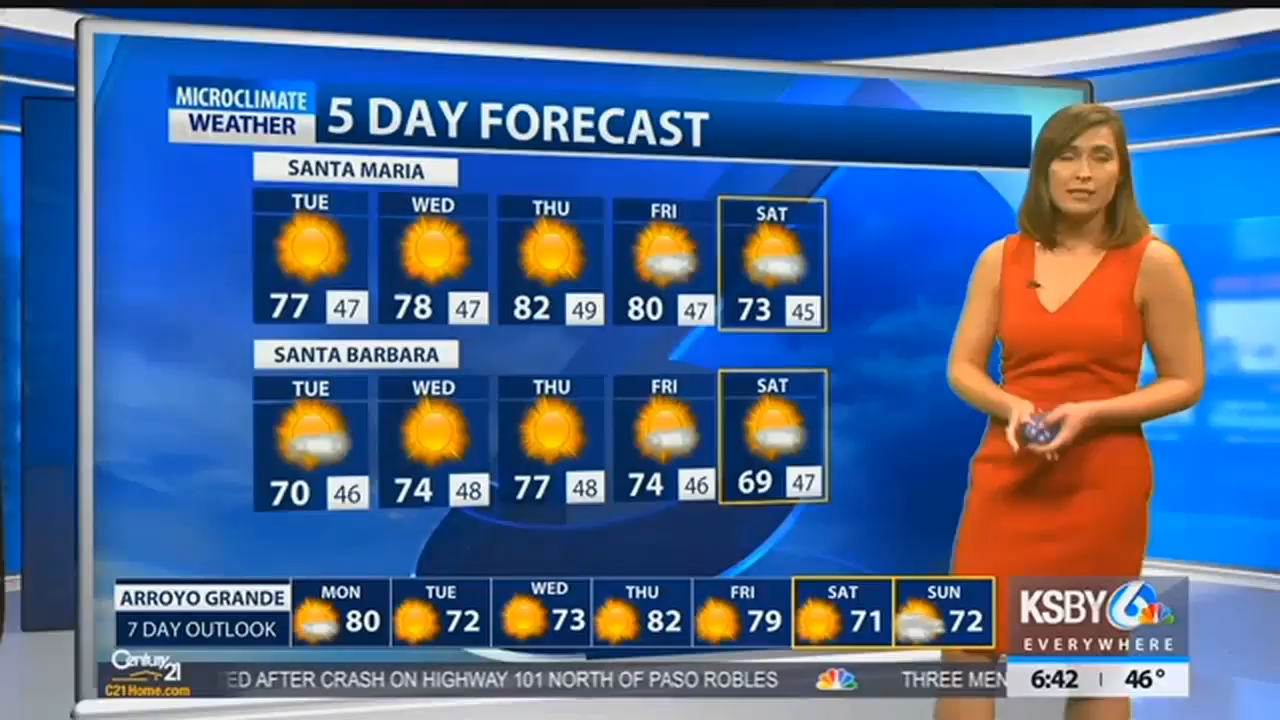 MICROCLIMATE
WEATHER
5 DAY FORECAST
SANTA MARIA
TUE WED THU FRI SAT
77 47 78 47 82 49 80 47 73 45
SANTA BARBARA
TUE WED THU FRI SAT
70 46 74 48 77 48 74 46 69 47
ARROYO GRANDE
7 DAY OUTLOOK
MON 80 TUE 72 WED 73 THU 82 FRI 79 SAT 71 SUN 72
KSBY 6
EVERYWHERE
Century 21
C21Home.com
ED AFTER CRASH ON HIGHWAY 101 NORTH OF PASO ROBLES THREE MEN
6:42 46°